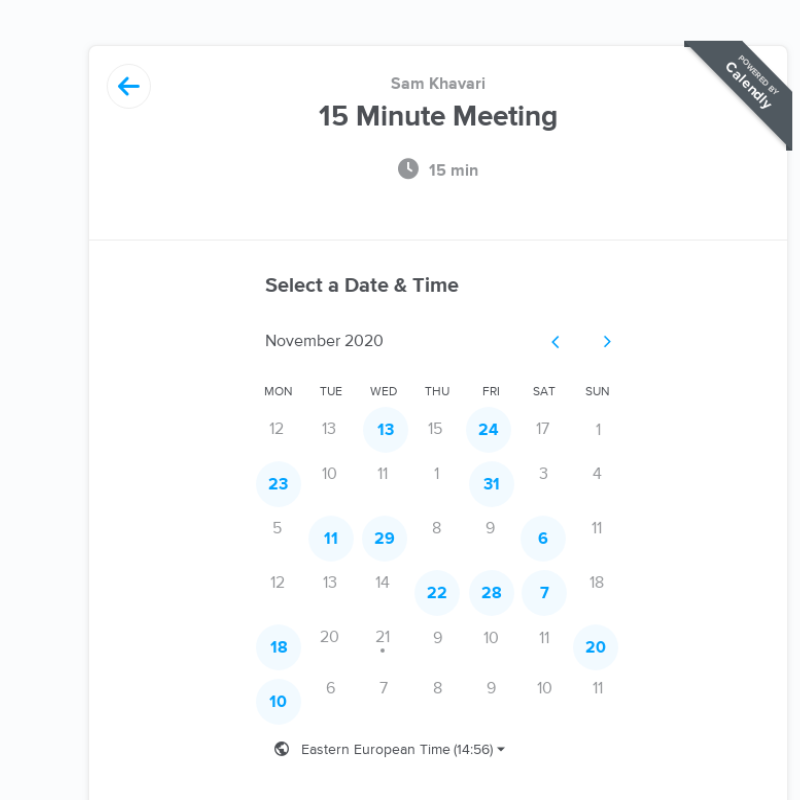 Sam Khavari
15 Minute Meeting
15 min
POWERED BY
Calendly
Select a Date & Time
November 2020
MON TUE WED THU FRI SAT SUN
12 13 13 15 24 17 1
23 10 11 1 31 3 4
5 11 29 8 9 6 11
12 13 14 22 28 7 18
18 20 21 9 10 11 20
10 6 7 8 9 10 11
Eastern European Time (14:56)